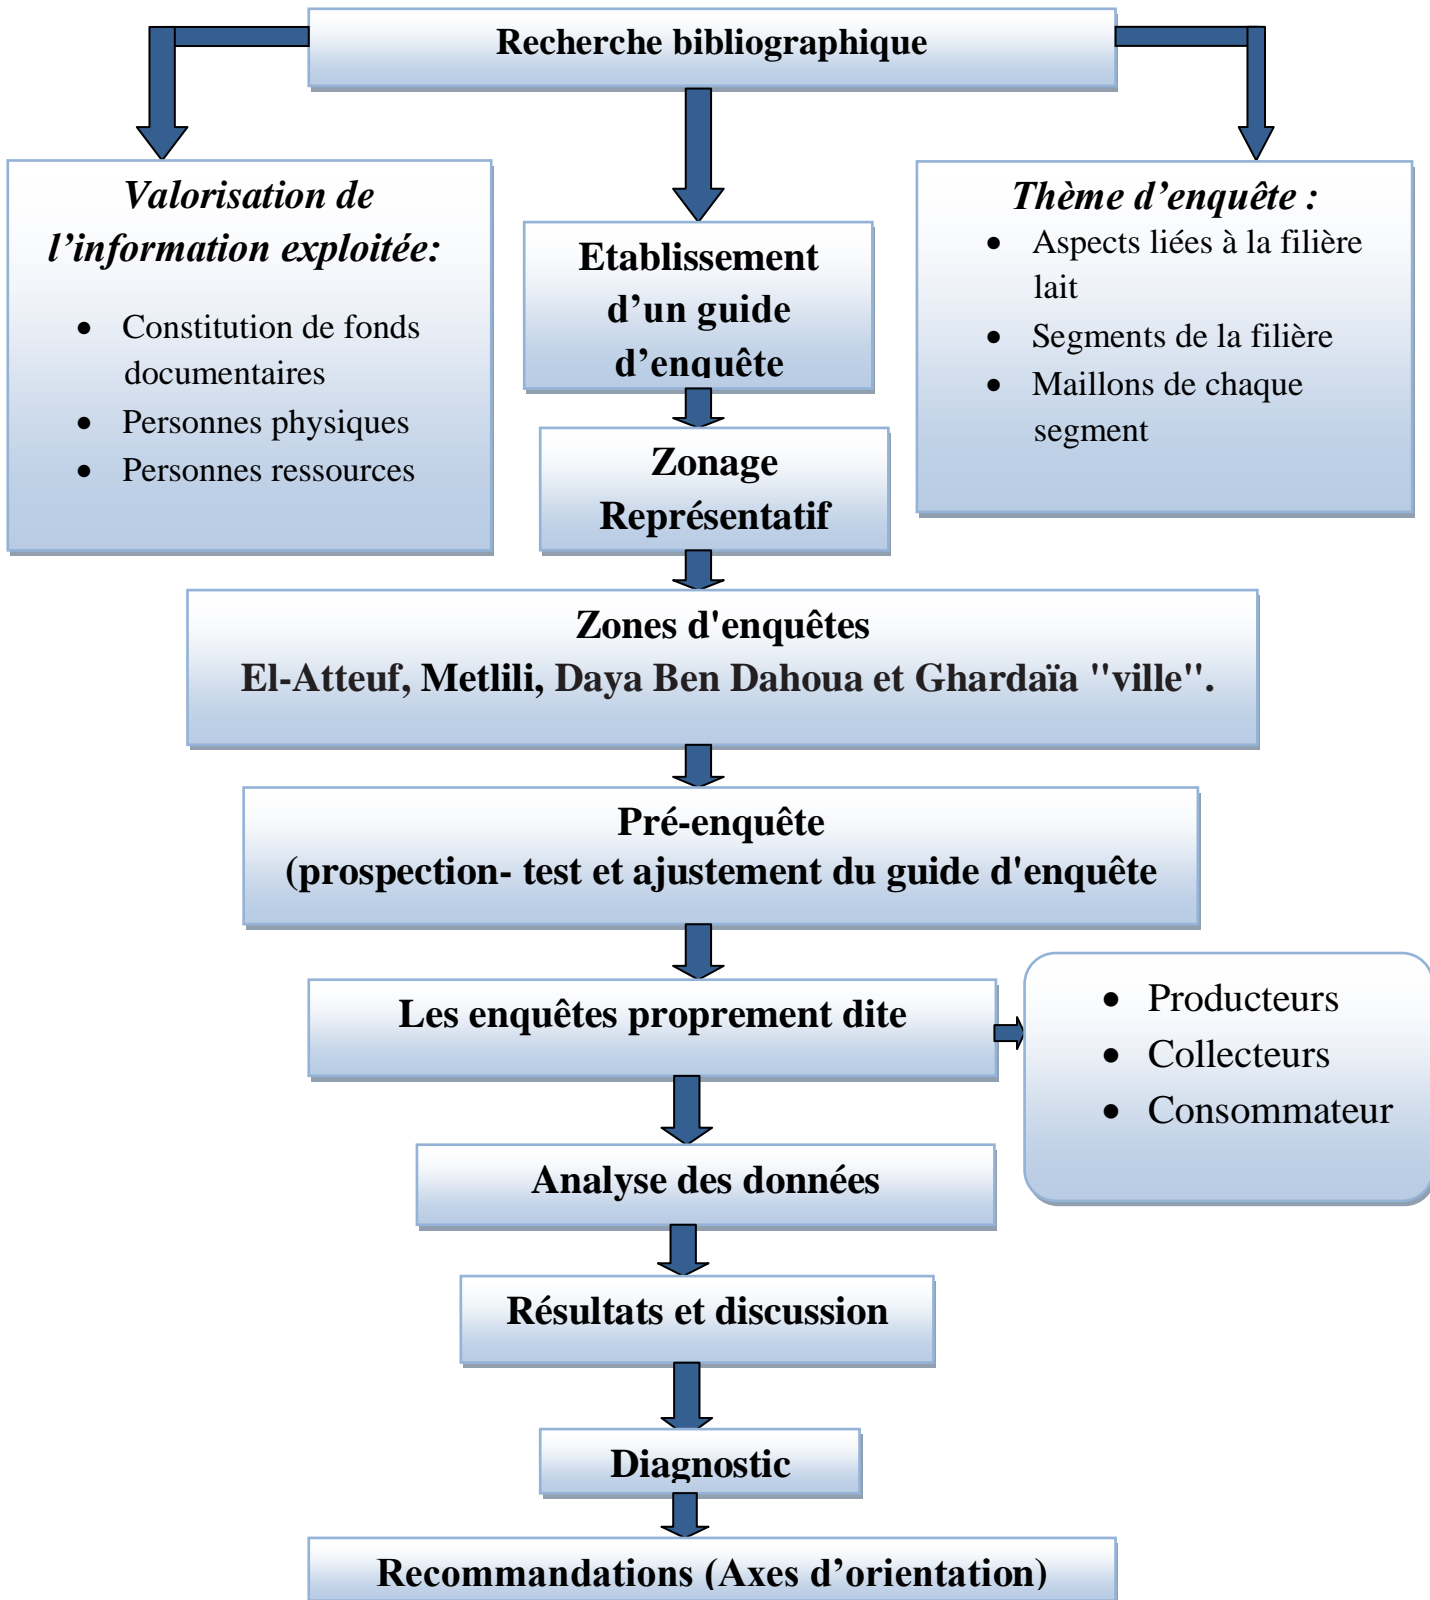 Recherche bibliographique
Valorisation de
l’information exploitée:
• Constitution de fonds
documentaires
• Personnes physiques
• Personnes ressources
Etablissement
d’un guide
d’enquête
Thème d’enquête :
• Aspects liées à la filière
lait
• Segments de la filière
• Maillons de chaque
segment
Zonage
Représentatif
Zones d'enquêtes
El-Atteuf, Metlili, Daya Ben Dahoua et Ghardaïa "ville".
Pré-enquête
(prospection- test et ajustement du guide d'enquête
Les enquêtes proprement dite
• Producteurs
• Collecteurs
• Consommateur
Analyse des données
Résultats et discussion
Diagnostic
Recommandations (Axes d’orientation)